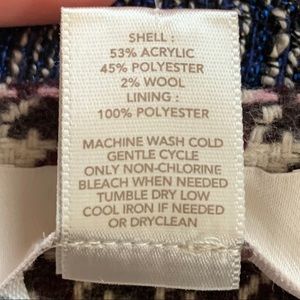 SHELL :
53% ACRYLIC
45% POLYESTER
2% WOOL
LINING :
100% POLYESTER
MACHINE WASH COLD
GENTLE CYCLE
ONLY NON-CHLORINE
BLEACH WHEN NEEDED
TUMBLE DRY LOW
COOL IRON IF NEEDED
OR DRYCLEAN